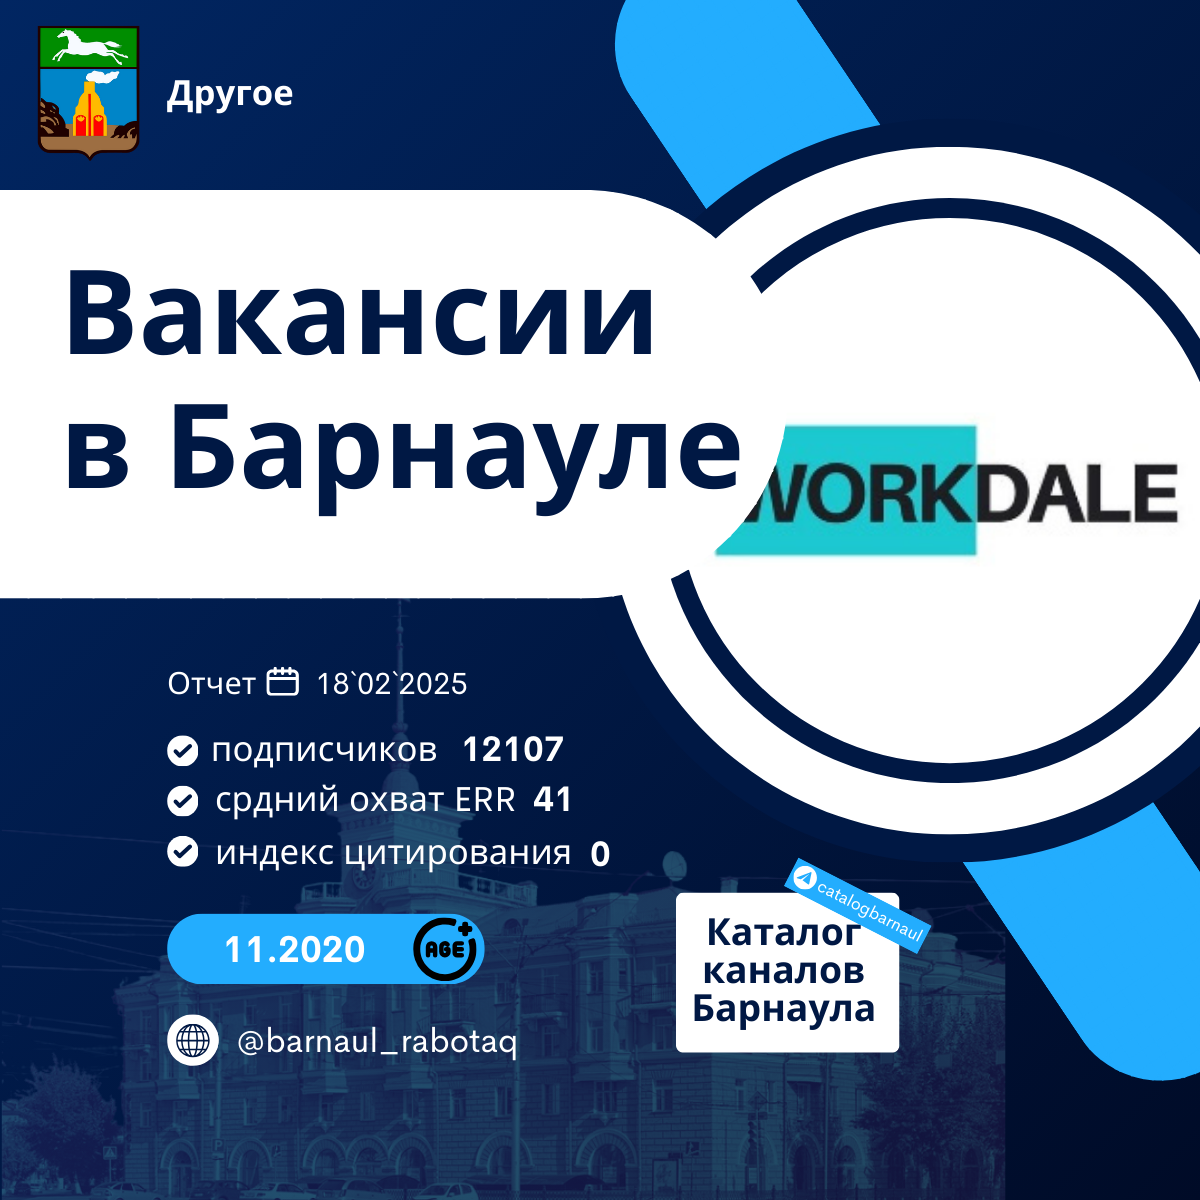 Другое
Вакансии
в Барнауле
WORKDALE
Отчет 18`02`2025
подписчиков 12107
срдний охват ERR 41
индекс цитирования 0
11.2020 AGE+
@barnaul_rabotaq
catalogbarnaul
Каталог
каналов
Барнаула